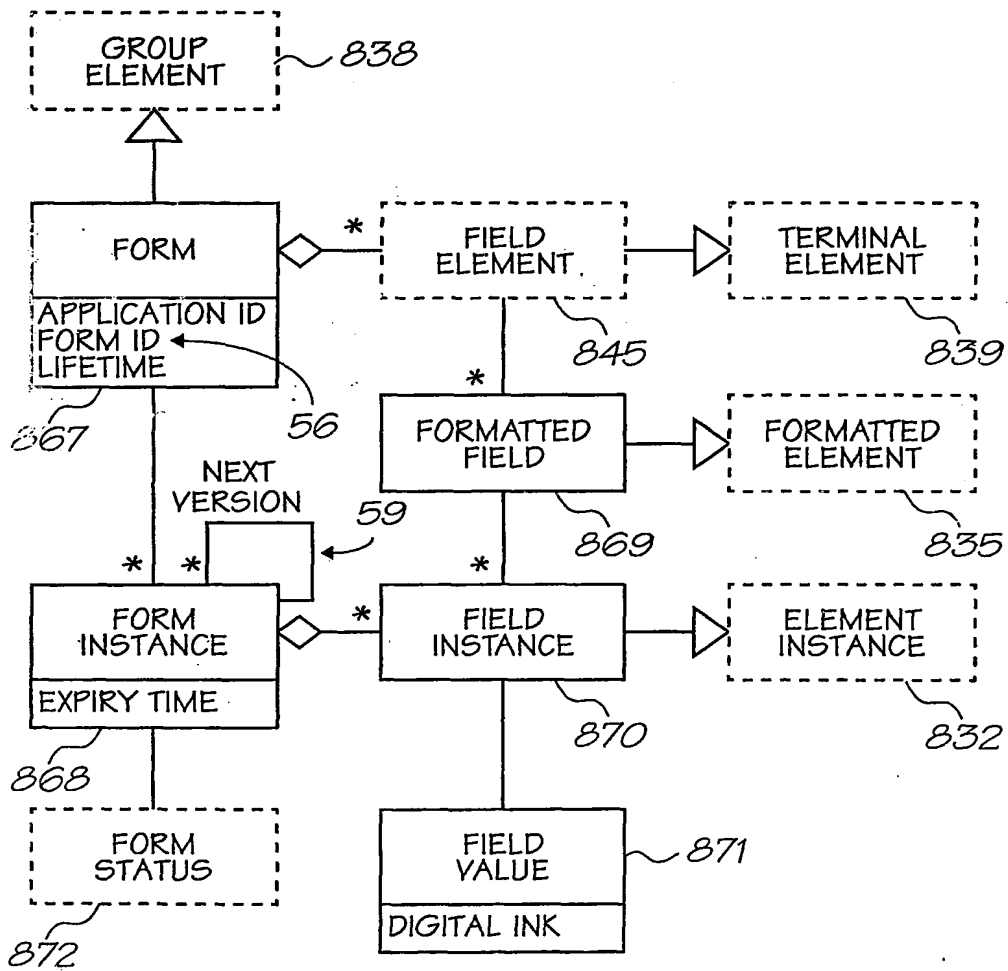 GROUP
ELEMENT
838
FORM
*
FIELD
ELEMENT
TERMINAL
ELEMENT
APPLICATION ID
FORM ID
LIFETIME
845
839
867
56
*
FORMATTED
FIELD
FORMATTED
ELEMENT
NEXT
VERSION
59
869
835
*
*
*
FORM
INSTANCE
*
FIELD
INSTANCE
ELEMENT
INSTANCE
EXPIRY TIME
870
832
868
FORM
STATUS
FIELD
VALUE
871
DIGITAL INK
872